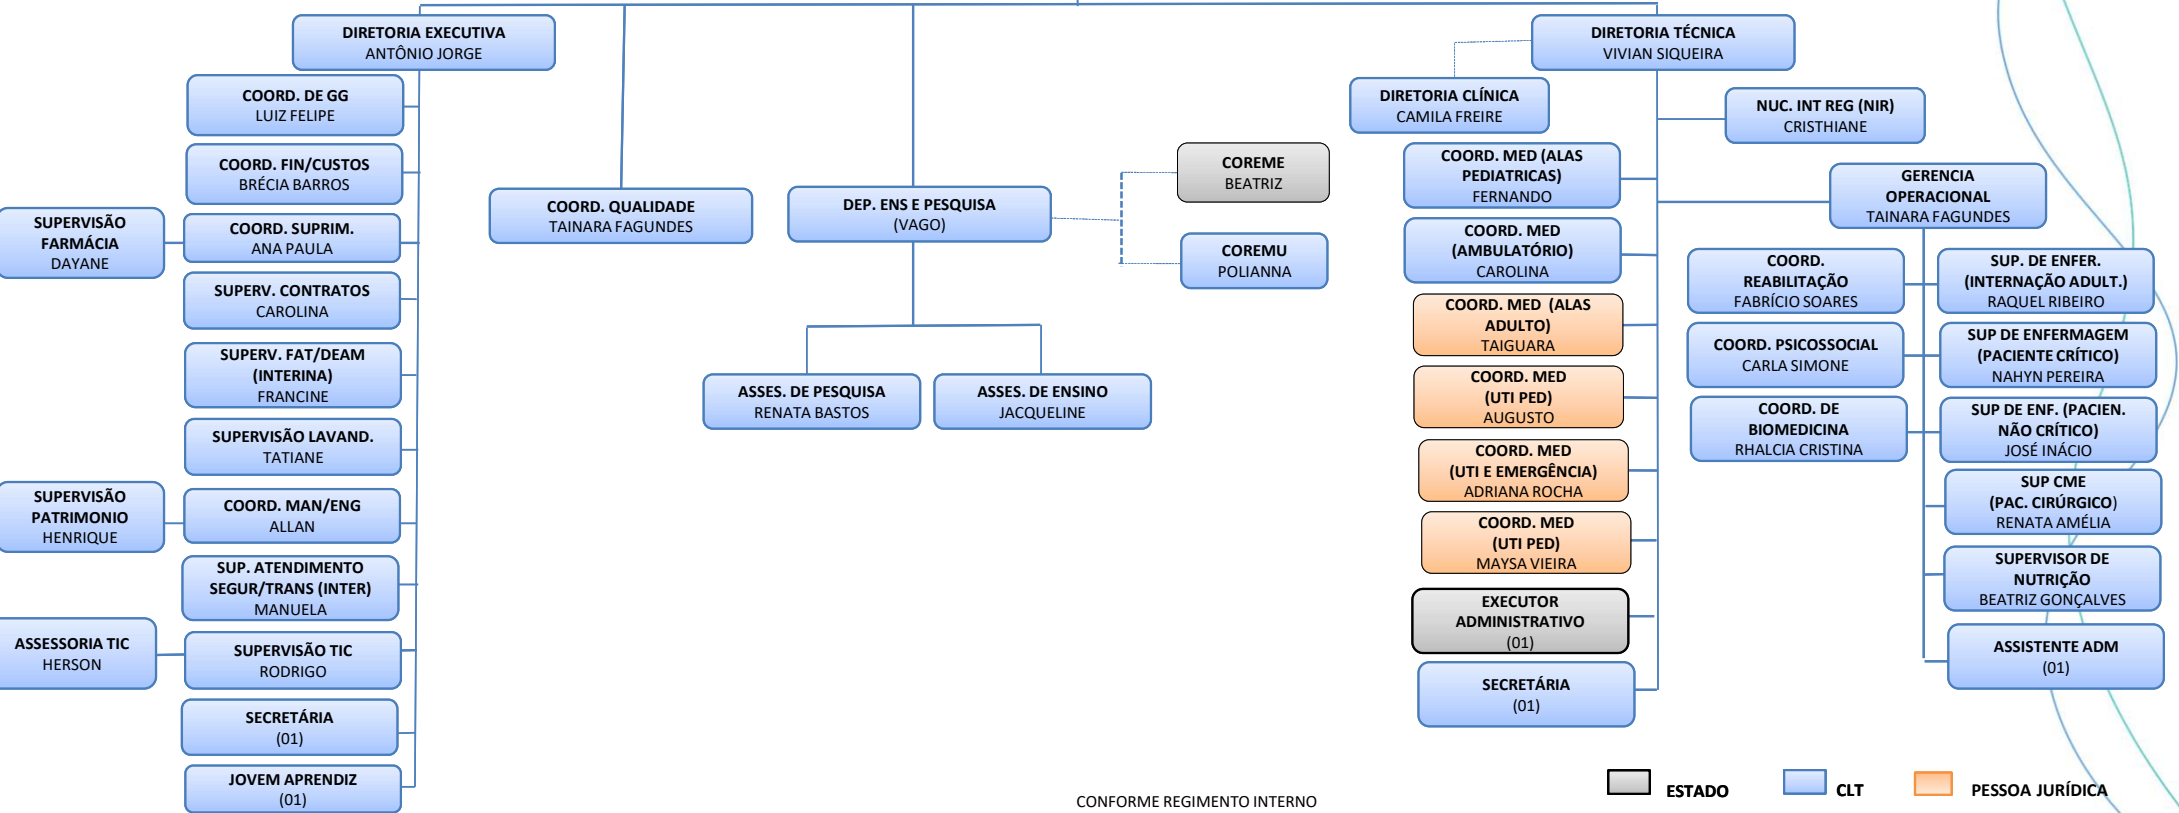 DIRETORIA EXECUTIVA
ANTÔNIO JORGE
COORD. DE GG
LUIZ FELIPE
COORD. FIN/CUSTOS
BRÉCIA BARROS
SUPERVISÃO
FARMÁCIA
DAYANE
COORD. SUPRIM.
ANA PAULA
SUPERV. CONTRATOS
CAROLINA
SUPERV. FAT/DEAM
(INTERINA)
FRANCINE
SUPERVISÃO LAVAND.
TATIANE
SUPERVISÃO
PATRIMONIO
HENRIQUE
COORD. MAN/ENG
ALLAN
SUP. ATENDIMENTO
SEGUR/TRANS (INTER)
MANUELA
ASSESSORIA TIC
HERSON
SUPERVISÃO TIC
RODRIGO
SECRETÁRIA
(01)
JOVEM APRENDIZ
(01)
COORD. QUALIDADE
TAINARA FAGUNDES
DEP. ENS E PESQUISA
(VAGO)
COREME
BEATRIZ
COREMU
POLIANNA
ASSES. DE PESQUISA
RENATA BASTOS
ASSES. DE ENSINO
JACQUELINE
DIRETORIA TÉCNICA
VIVIAN SIQUEIRA
DIRETORIA CLÍNICA
CAMILA FREIRE
NUC. INT REG (NIR)
CRISTHIANE
COORD. MED (ALAS
PEDIATRICAS)
FERNANDO
COORD. MED
(AMBULATÓRIO)
CAROLINA
COORD. MED (ALAS
ADULTO)
TAIGUARA
COORD. MED
(UTI PED)
AUGUSTO
COORD. MED
(UTI E EMERGÊNCIA)
ADRIANA ROCHA
COORD. MED
(UTI PED)
MAYSA VIEIRA
EXECUTOR
ADMINISTRATIVO
(01)
SECRETÁRIA
(01)
GERENCIA
OPERACIONAL
TAINARA FAGUNDES
COORD.
REABILITAÇÃO
FABRÍCIO SOARES
COORD. PSICOSSOCIAL
CARLA SIMONE
COORD. DE
BIOMEDICINA
RHALCIA CRISTINA
SUP. DE ENFER.
(INTERNAÇÃO ADULT.)
RAQUEL RIBEIRO
SUP DE ENFERMAGEM
(PACIENTE CRÍTICO)
NAHYN PEREIRA
SUP DE ENF. (PACIEN.
NÃO CRÍTICO)
JOSÉ INÁCIO
SUP CME
(PAC. CIRÚRGICO)
RENATA AMÉLIA
SUPERVISOR DE
NUTRIÇÃO
BEATRIZ GONÇALVES
ASSISTENTE ADM
(01)
CONFORME REGIMENTO INTERNO
ESTADO
CLT
PESSOA JURÍDICA